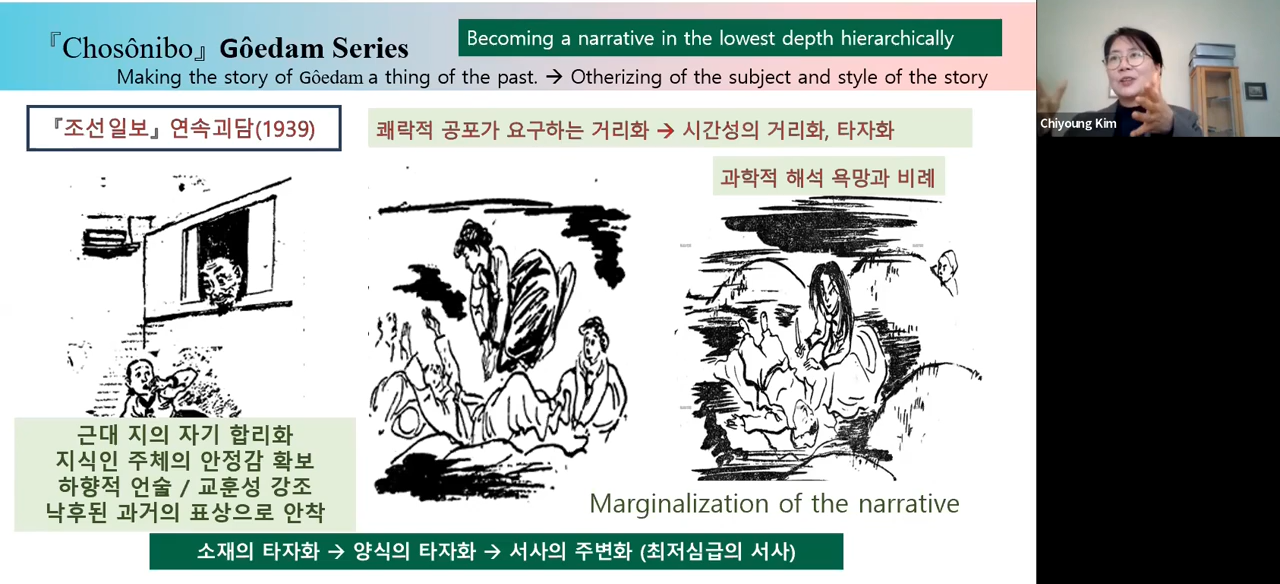 『Chosônibo』 Gôedam Series
Becoming a narrative in the lowest depth hierarchically
Making the story of Gôedam a thing of the past. → Otherizing of the subject and style of the story
『조선일보』 연속괴담(1939)
쾌락적 공포가 요구하는 거리화 → 시간성의 거리화, 타자화
과학적 해석 욕망과 비례
근대 지의 자기 합리화
지식인 주체의 안정감 확보
하향적 언술 / 교훈성 강조
낙후된 과거의 표상으로 안착
Marginalization of the narrative
소재의 타자화 → 양식의 타자화 → 서사의 주변화 (최저심급의 서사)
Chiyoung Kim